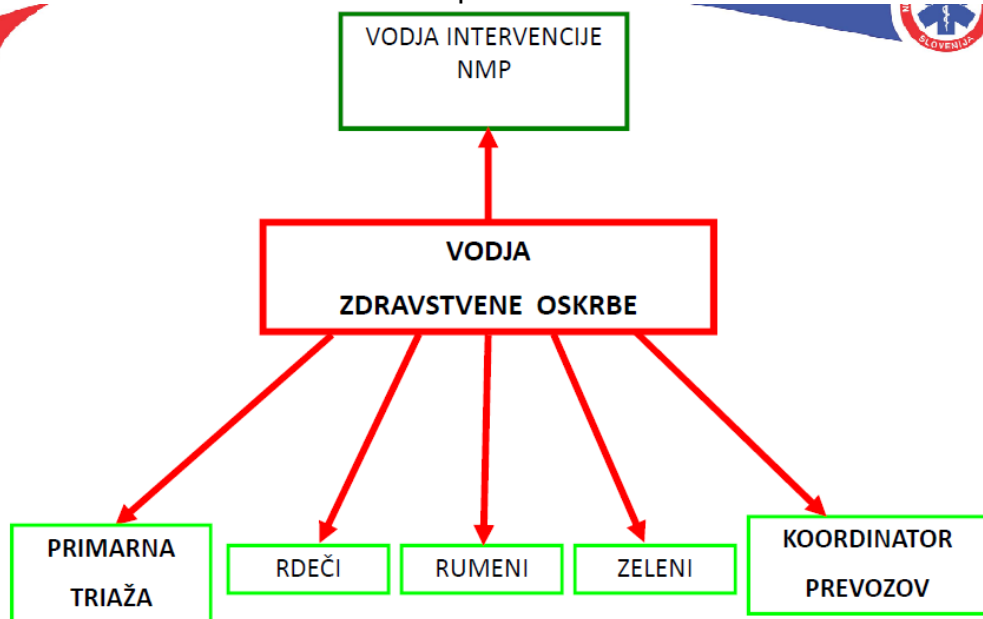 SLOVENIJA
VODJA INTERVENCIJE
NMP
VODJA
ZDRAVSTVENE OSKRBE
PRIMARNA
TRIAŽA
RDEČI
RUMENI
ZELENI
KOORDINATOR
PREVOZOV